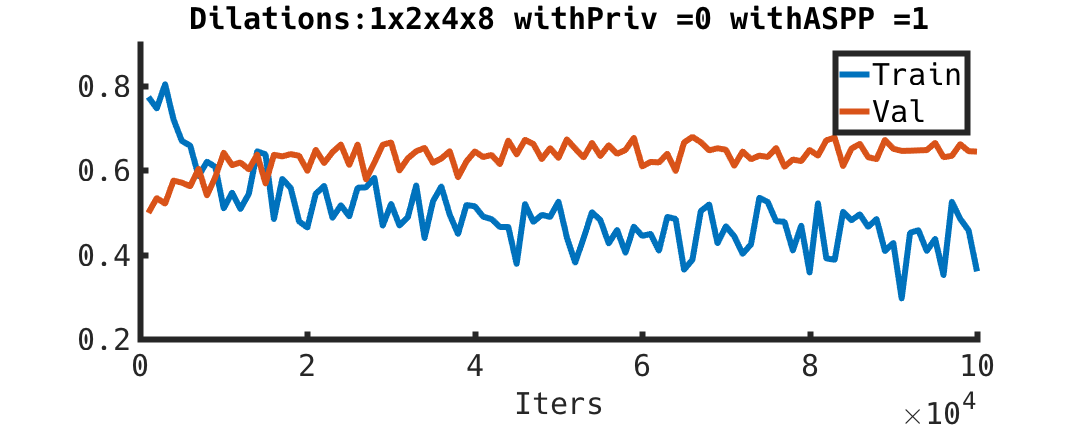 Dilations:1x2x4x8 withPriv =0 withASPP =1
Train
Val
0.8
0.6
0.4
0.2
0 2 4 6 8 10
Iters
×10^4